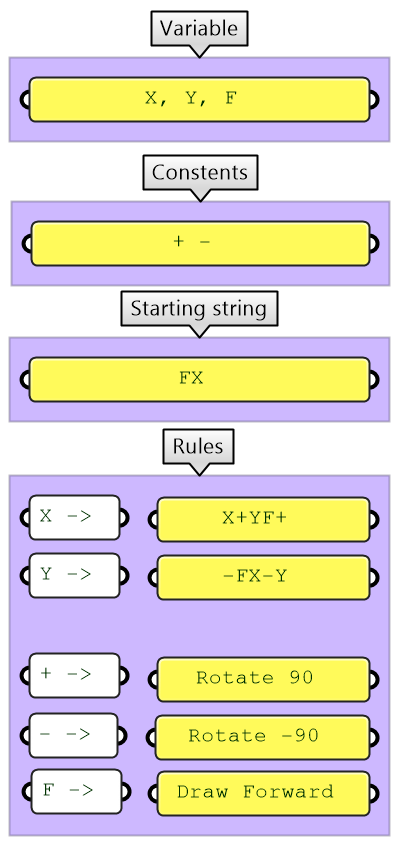 Variable
X, Y, F
Constents
+ -
Starting string
FX
Rules
X -> X+YF+
Y -> -FX-Y
+ -> Rotate 90
- -> Rotate -90
F -> Draw Forward